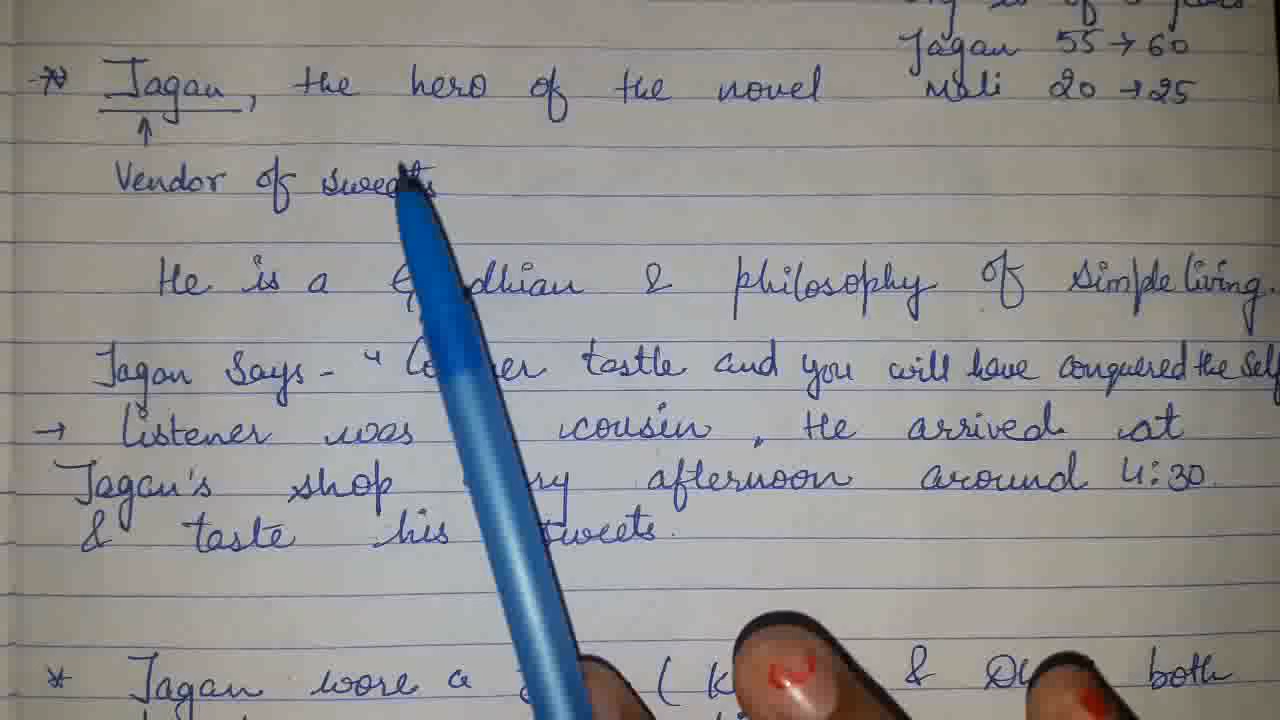 Jagan 55 → 60
→ Jagan, the hero of the novel Mali 20 → 25
↑
Vendor of
He is a & philosophy of simple living.
Jagan Says - " tastle and you will have conquered the self
→ listener was cousin, He arrived at
Jagan's shop afternoon around 4:30
& taste his sweets.
* Jagan wore a ( & both